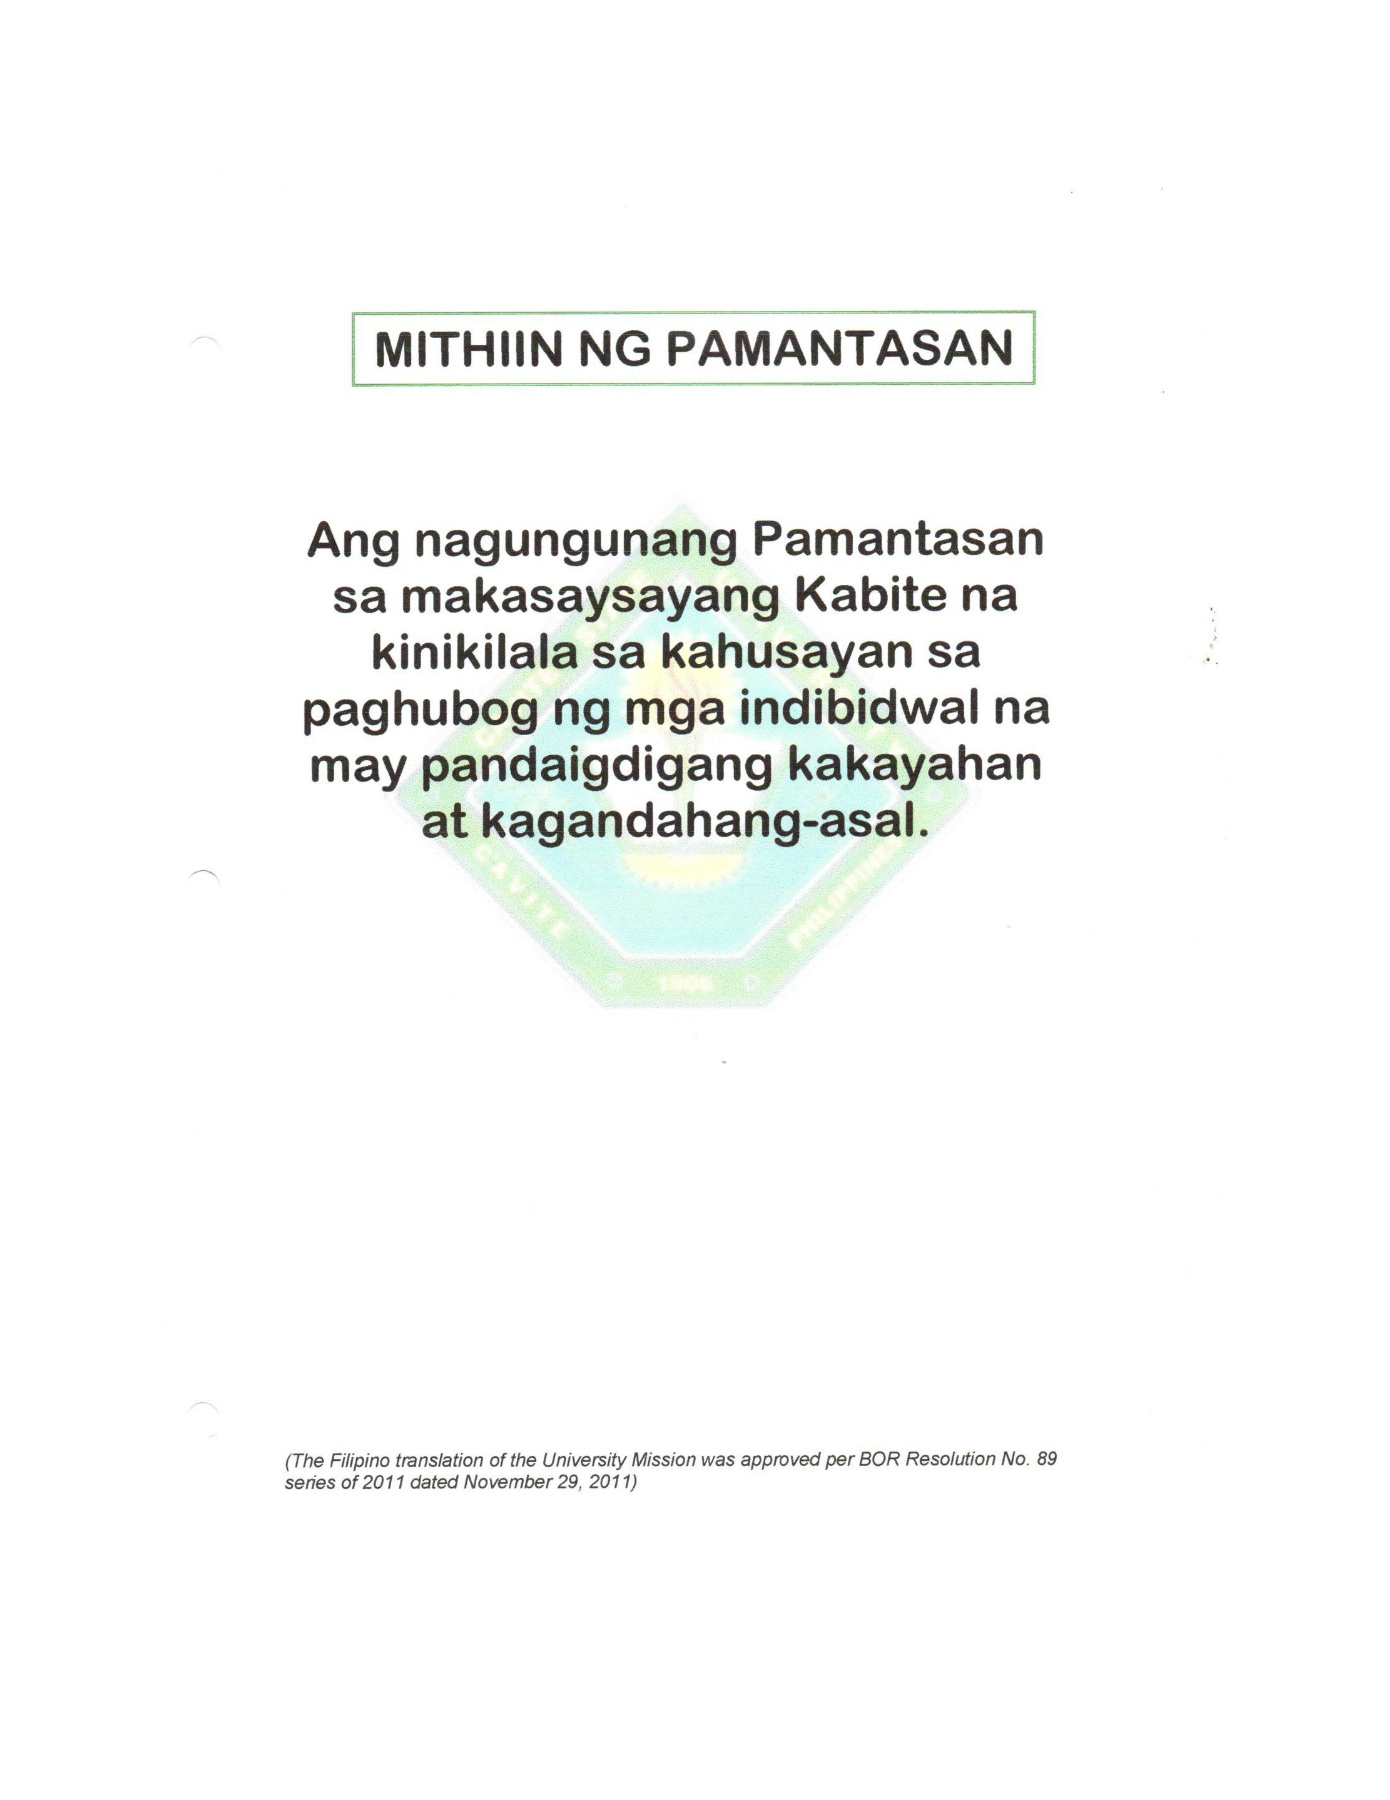 MITHIIN NG PAMANTASAN
Ang nagungunang Pamantasan
sa makasaysayang Kabite na
kinikilala sa kahusayan sa
paghubog ng mga indibidwal na
may pandaigdigang kakayahan
at kagandahang-asal.
CAVITE
PHILIPPINES
(The Filipino translation of the University Mission was approved per BOR Resolution No. 89
series of 2011 dated November 29, 2011)